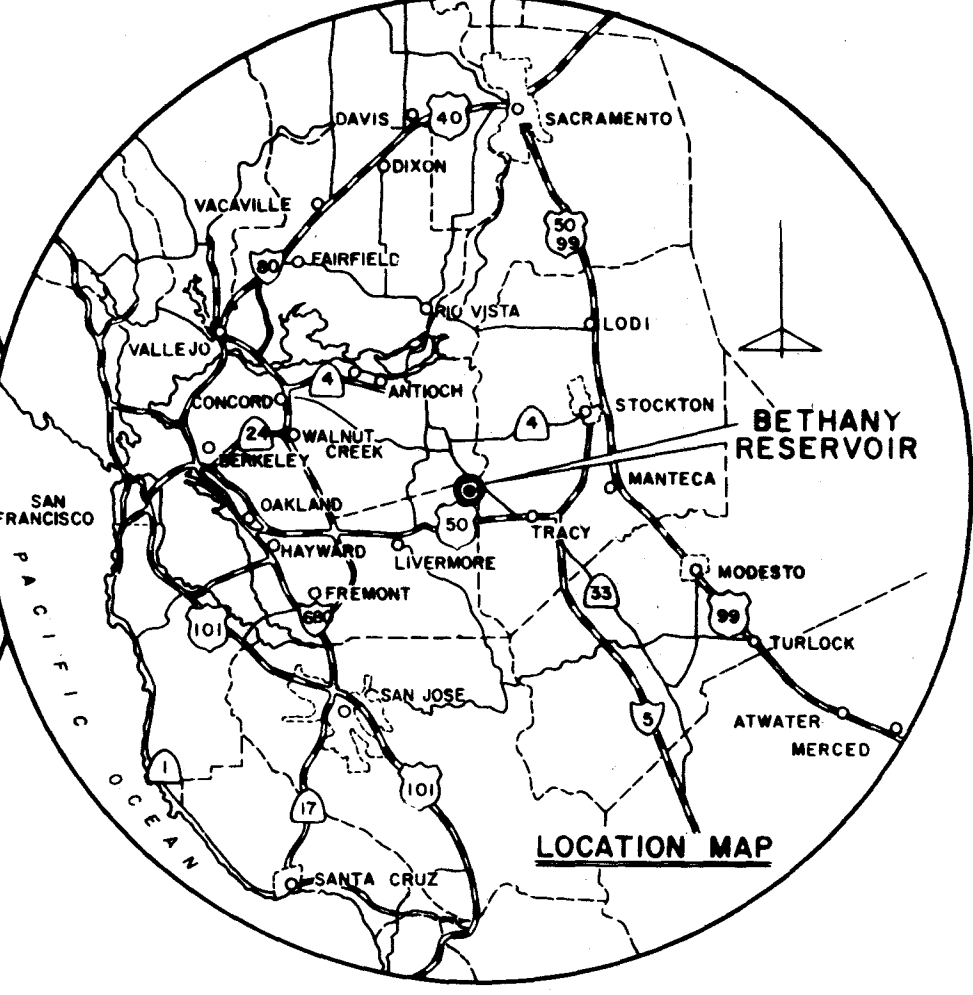 DAVIS
40
SACRAMENTO
DIXON
VACAVILLE
50
99
80
FAIRFIELD
RIO VISTA
LODI
VALLEJO
4
ANTIOCH
CONCORD
STOCKTON
4
BETHANY
RESERVOIR
24
WALNUT
CREEK
BERKELEY
MANTECA
SAN
FRANCISCO
OAKLAND
50
TRACY
HAYWARD
LIVERMORE
MODESTO
FREMONT
33
680
99
101
TURLOCK
PACIFIC OCEAN
SAN JOSE
5
ATWATER
MERCED
1
101
17
LOCATION MAP
SANTA CRUZ